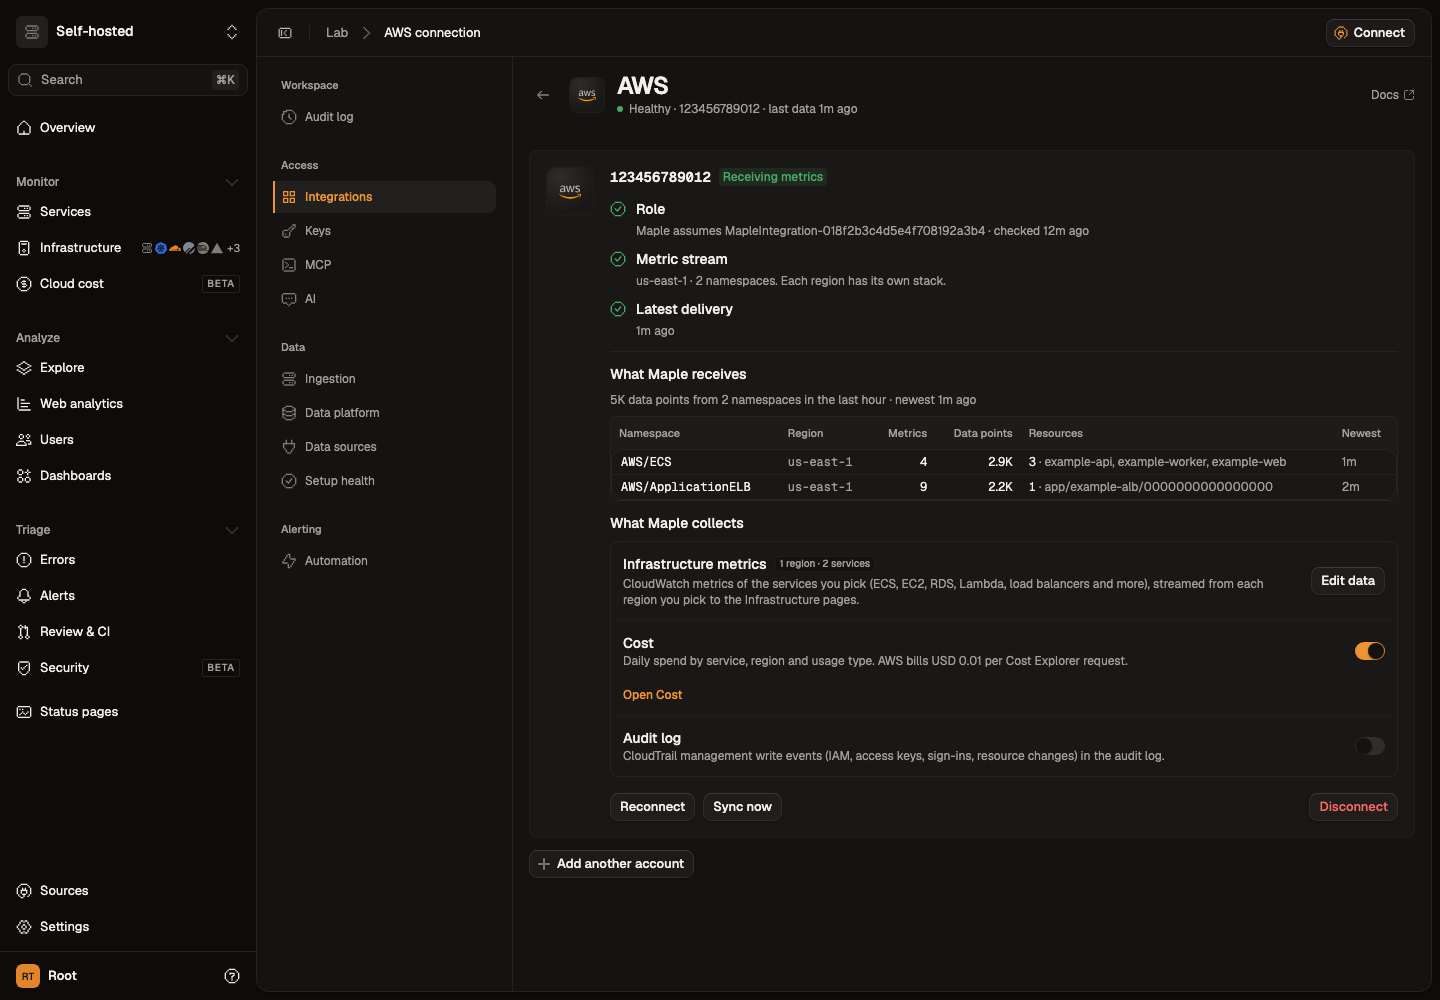 Self-hosted
Search ⌘K
Overview
Monitor
Services
Infrastructure +3
Cloud cost BETA
Analyze
Explore
Web analytics
Users
Dashboards
Triage
Errors
Alerts
Review & CI
Security BETA
Status pages
Sources
Settings
RT Root
Lab AWS connection
Connect
Workspace
Audit log
Access
Integrations
Keys
MCP
AI
Data
Ingestion
Data platform
Data sources
Setup health
Alerting
Automation
aws
AWS
Healthy · 123456789012 · last data 1m ago
Docs
aws
123456789012 Receiving metrics
Role
Maple assumes MapleIntegration-018f2b3c4d5e4f708192a3b4 · checked 12m ago
Metric stream
us-east-1 · 2 namespaces. Each region has its own stack.
Latest delivery
1m ago
What Maple receives
5K data points from 2 namespaces in the last hour · newest 1m ago
Namespace Region Metrics Data points Resources Newest
AWS/ECS us-east-1 4 2.9K 3 · example-api, example-worker, example-web 1m
AWS/ApplicationELB us-east-1 9 2.2K 1 · app/example-alb/0000000000000000 2m
What Maple collects
Infrastructure metrics 1 region · 2 services
CloudWatch metrics of the services you pick (ECS, EC2, RDS, Lambda, load balancers and more), streamed from each
region you pick to the Infrastructure pages.
Edit data
Cost
Daily spend by service, region and usage type. AWS bills USD 0.01 per Cost Explorer request.
Open Cost
Audit log
CloudTrail management write events (IAM, access keys, sign-ins, resource changes) in the audit log.
Reconnect Sync now Disconnect
Add another account